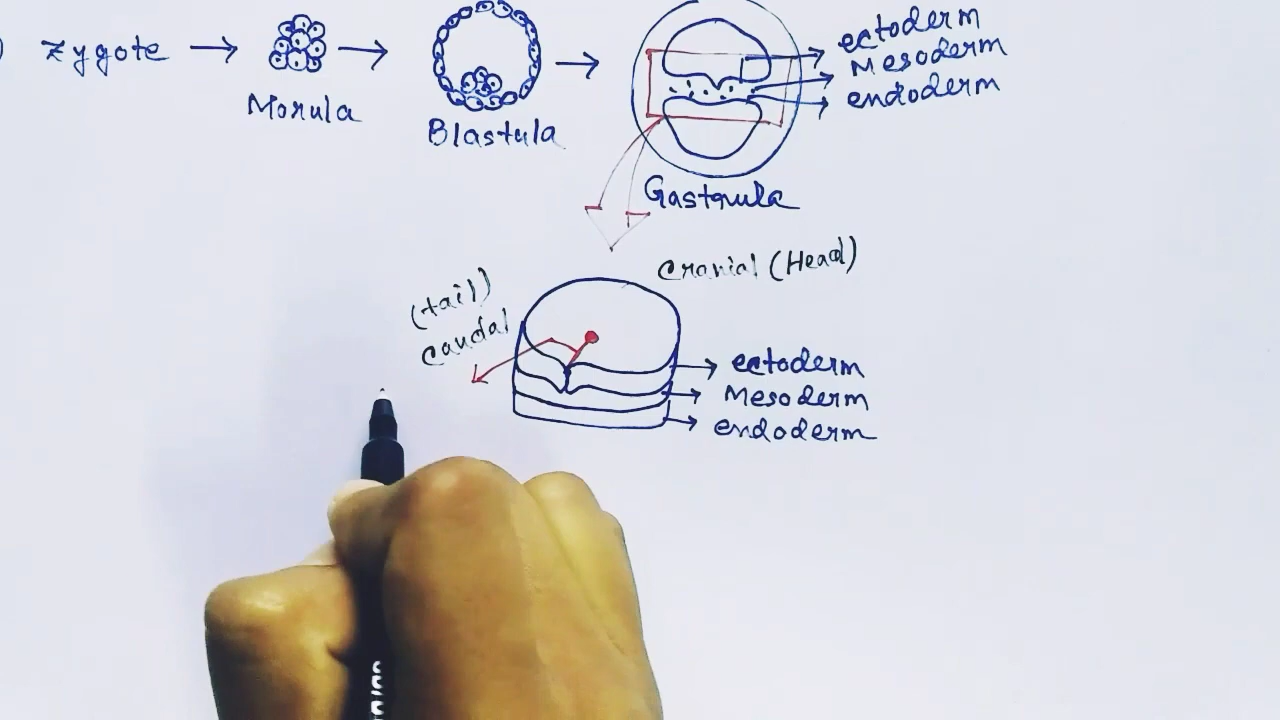 Zygote
Morula
Blastula
Gastrula
ectoderm
Mesoderm
endoderm
Cranial (Head)
(tail)
Caudal
ectoderm
Mesoderm
endoderm